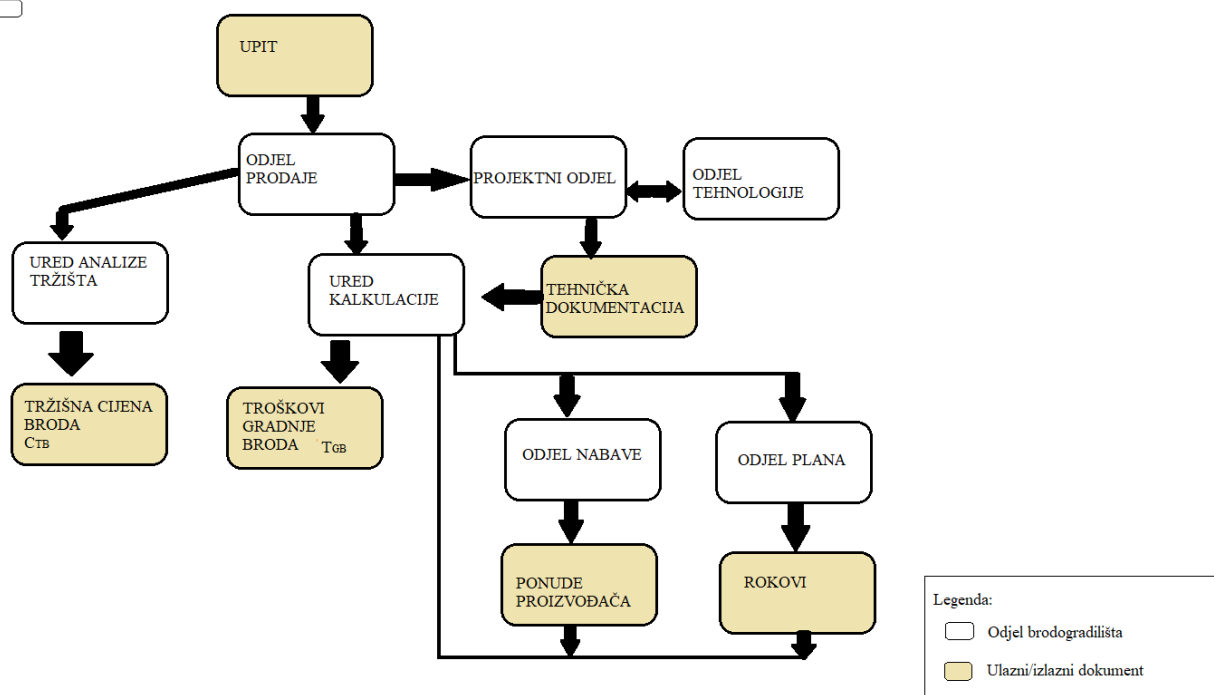 UPIT
ODJEL
PRODAJE
PROJEKTNI ODJEL
ODJEL
TEHNOLOGIJE
URED ANALIZE
TRŽIŠTA
URED
KALKULACIJE
TEHNIČKA
DOKUMENTACIJA
TRŽIŠNA CIJENA
BRODA
CTB
TROŠKOVI
GRADNJE
BRODA TGB
ODJEL NABAVE
ODJEL PLANA
PONUDE
PROIZVOĐAČA
ROKOVI
Legenda:
Odjel brodogradilišta
Ulazni/izlazni dokument